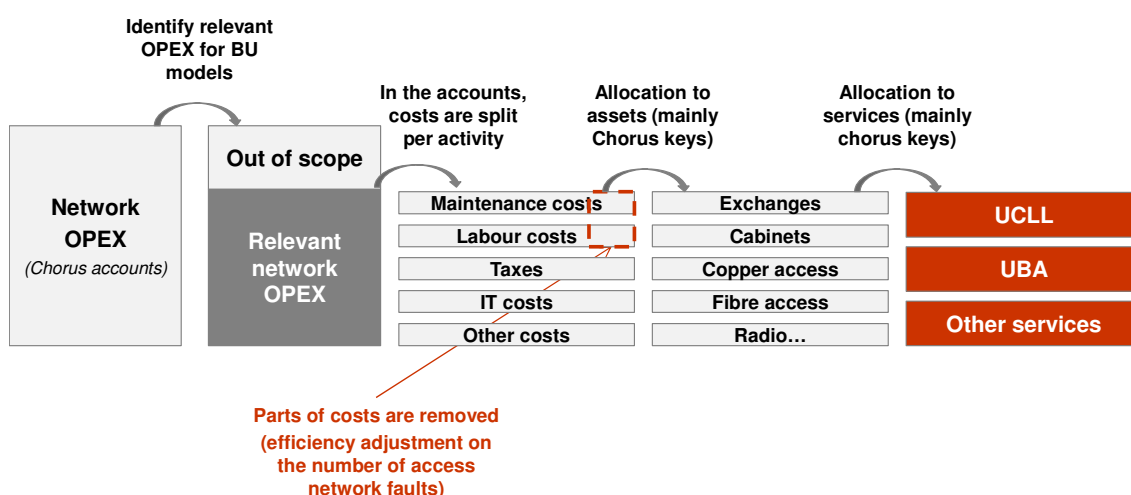 Identify relevant
OPEX for BU
models
In the accounts,
costs are split
per activity
Allocation to
assets (mainly
Chorus keys)
Allocation to
services (mainly
chorus keys)
Network
OPEX
(Chorus accounts)
Out of scope
Relevant
network
OPEX
Maintenance costs
Labour costs
Taxes
IT costs
Other costs
Exchanges
Cabinets
Copper access
Fibre access
Radio…
UCLL
UBA
Other services
Parts of costs are removed
(efficiency adjustment on
the number of access
network faults)